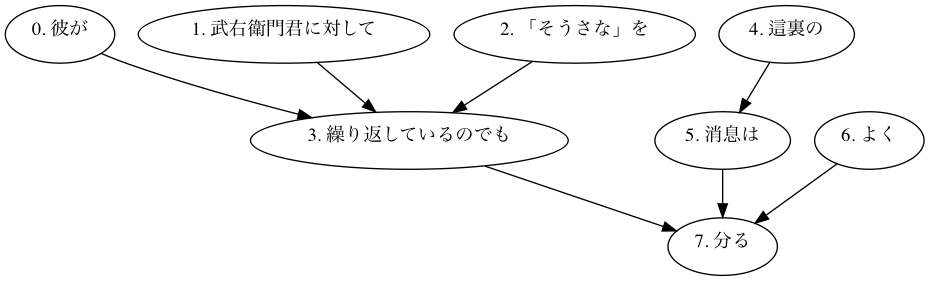 0. 彼が
1. 武右衛門君に対して
2. 「そうさな」を
4. 這裏の
3. 繰り返しているのでも
5. 消息は
6. よく
7. 分る